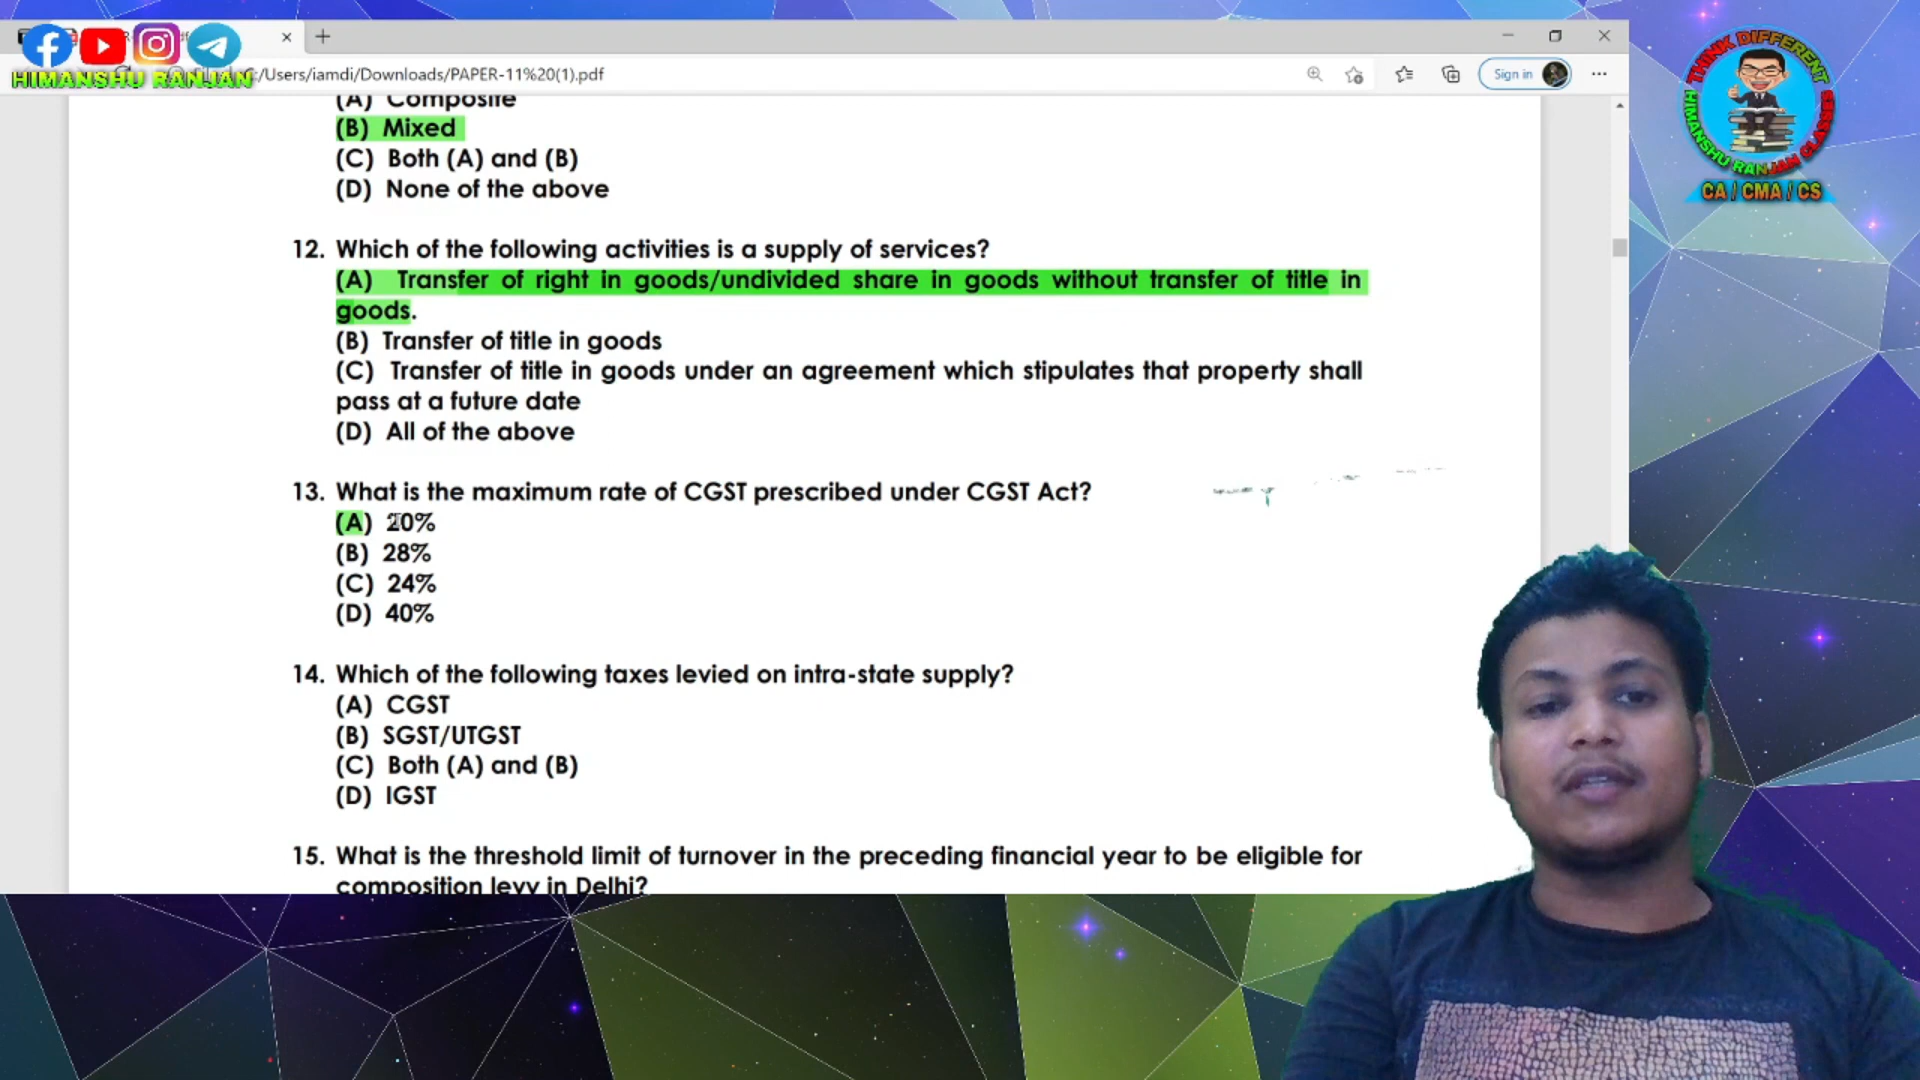 HIMANSHU RANJAN
C:/Users/iamdi/Downloads/PAPER-11%20(1).pdf
Sign in
THINK DIFFERENT
HIMANSHU RANJAN CLASSES
CA / CMA / CS
(A) Composite
(B) Mixed
(C) Both (A) and (B)
(D) None of the above
12. Which of the following activities is a supply of services?
(A) Transfer of right in goods/undivided share in goods without transfer of title in
goods.
(B) Transfer of title in goods
(C) Transfer of title in goods under an agreement which stipulates that property shall
pass at a future date
(D) All of the above
13. What is the maximum rate of CGST prescribed under CGST Act?
(A) 20%
(B) 28%
(C) 24%
(D) 40%
14. Which of the following taxes levied on intra-state supply?
(A) CGST
(B) SGST/UTGST
(C) Both (A) and (B)
(D) IGST
15. What is the threshold limit of turnover in the preceding financial year to be eligible for
composition levy in Delhi?